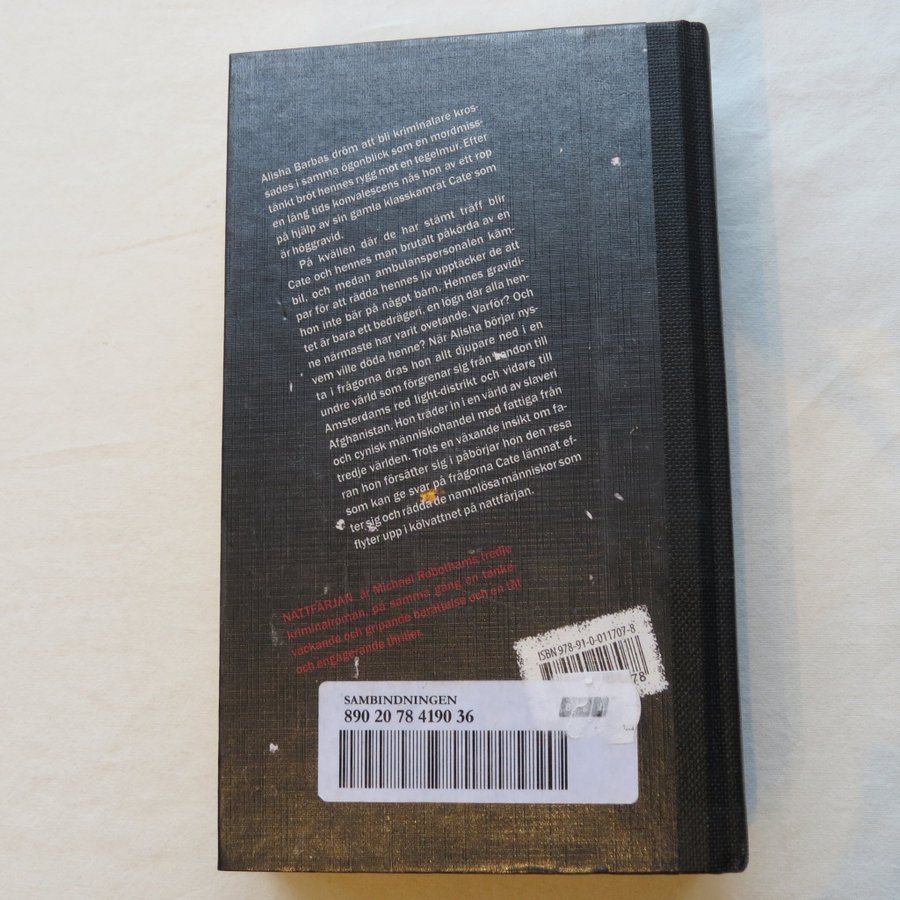 Alisha Barbas dröm att bli kriminalare kros-
sades i samma ögonblick som en mordmiss-
tänkt bröt hennes rygg mot en tegelmur. Efter
en lång tids konvalescens nås hon av ett rop
på hjälp av sin gamla klasskamrat Cate som
är höggravid.
På kvällen där de har stämt träff blir
Cate och hennes man brutalt påkörda av en
bil, och medan ambulanspersonalen käm-
par för att rädda hennes liv upptäcker de att
hon inte bär på något barn. Hennes gravidi-
tet är bara ett bedrägeri, en lögn där alla hen-
ne närmaste har varit ovetande. Varför? Och
vem ville döda henne? När Alisha börjar nys-
ta i frågorna dras hon allt djupare ned i en
undre värld som förgrenar sig från London till
Amsterdams red light-distrikt och vidare till
Afghanistan. Hon träder in i en värld av slaveri
och cynisk människohandel med fattiga från
tredje världen. Trots en växande insikt om fa-
ran hon försätter sig i påbörjar hon den resa
som kan ge svar på frågorna Cate lämnat ef-
ter sig och rädda de namnlösa människor som
flyter upp i kölvattnet på nattfärjan.
NATTFÄRJAN är Michael Robothams tredje
kriminalroman, på samma gång en tanke-
väckande och gripande berättelse och en tät
och engagerande thriller.
ISBN 978-91-0-011707-8
78
SAMBINDNINGEN
890 20 78 4190 36